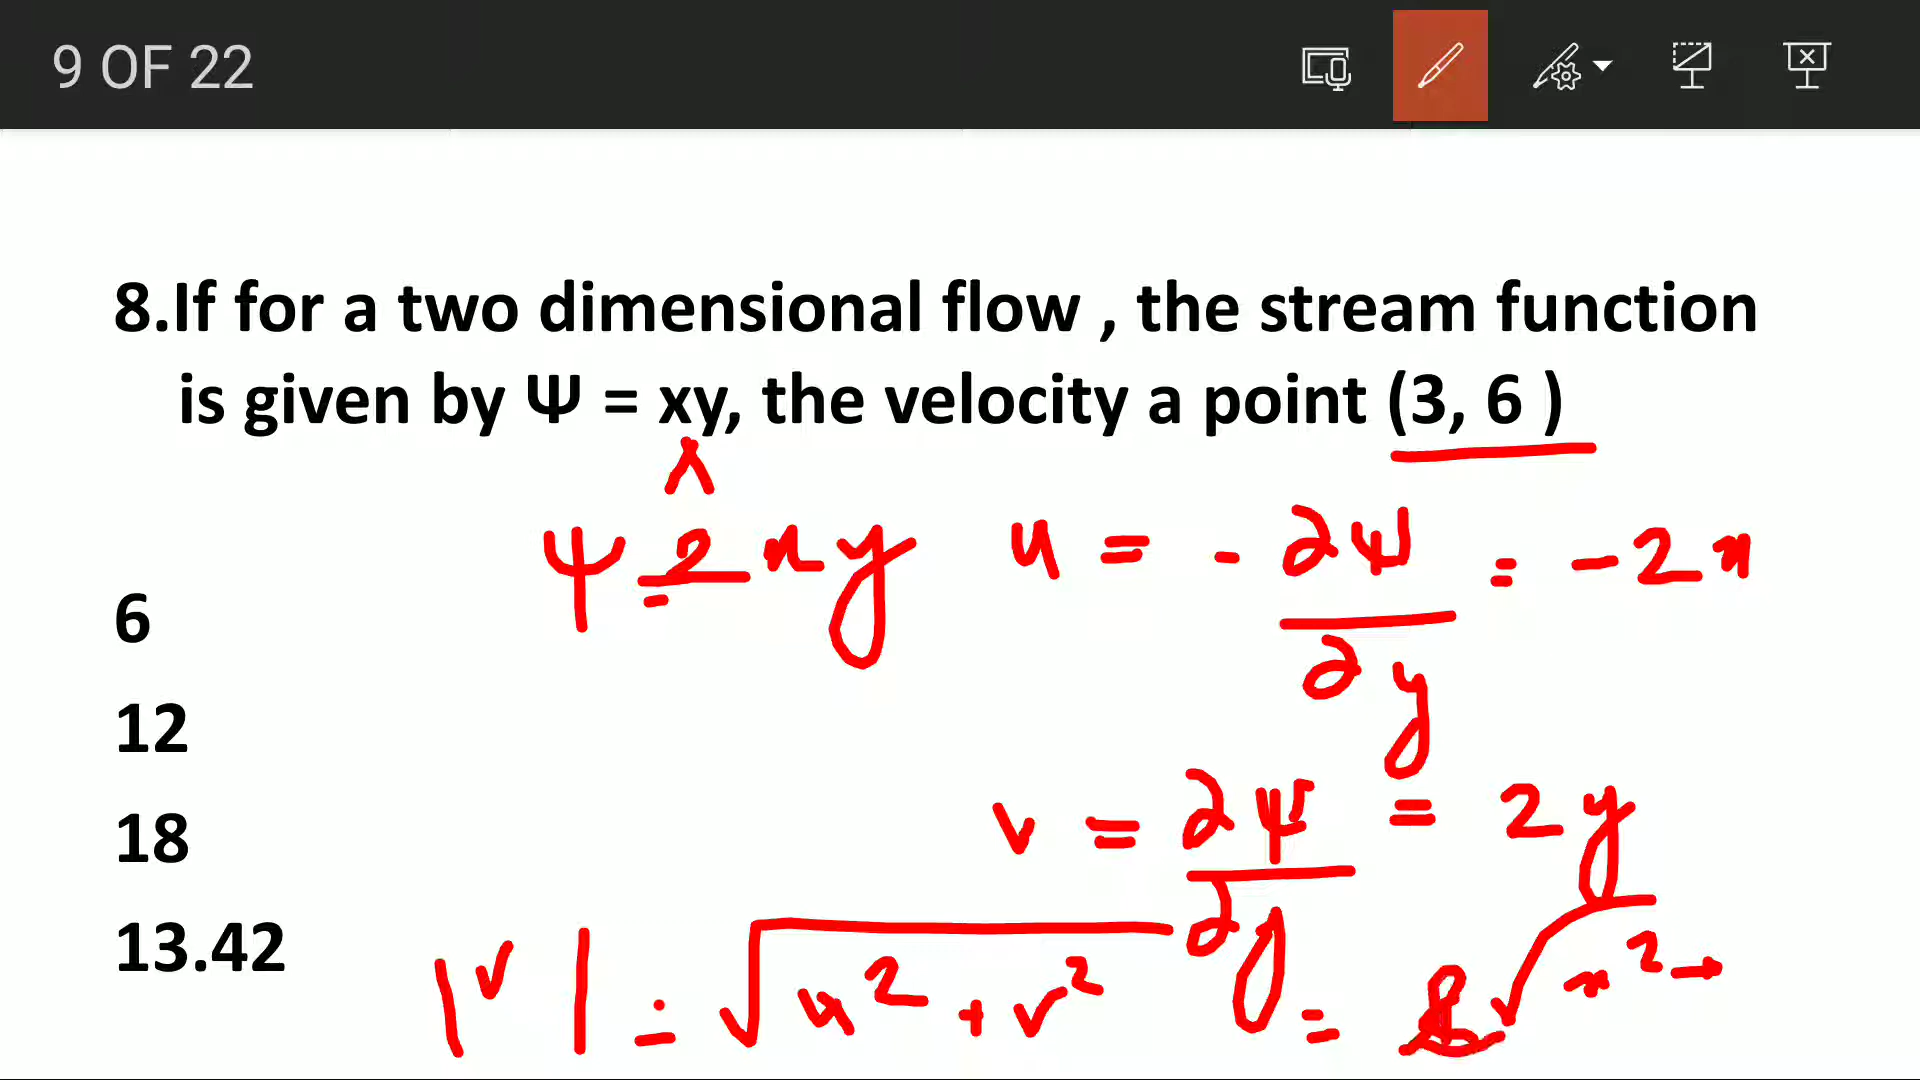 9 OF 22
8.If for a two dimensional flow , the stream function
is given by Ψ = xy, the velocity a point (3, 6 )
ψ = 2xy u = - ∂ψ/∂y = -2x
6
12
v = ∂ψ/∂y = 2y
18
13.42
|v| = √u² + v² = √x² +